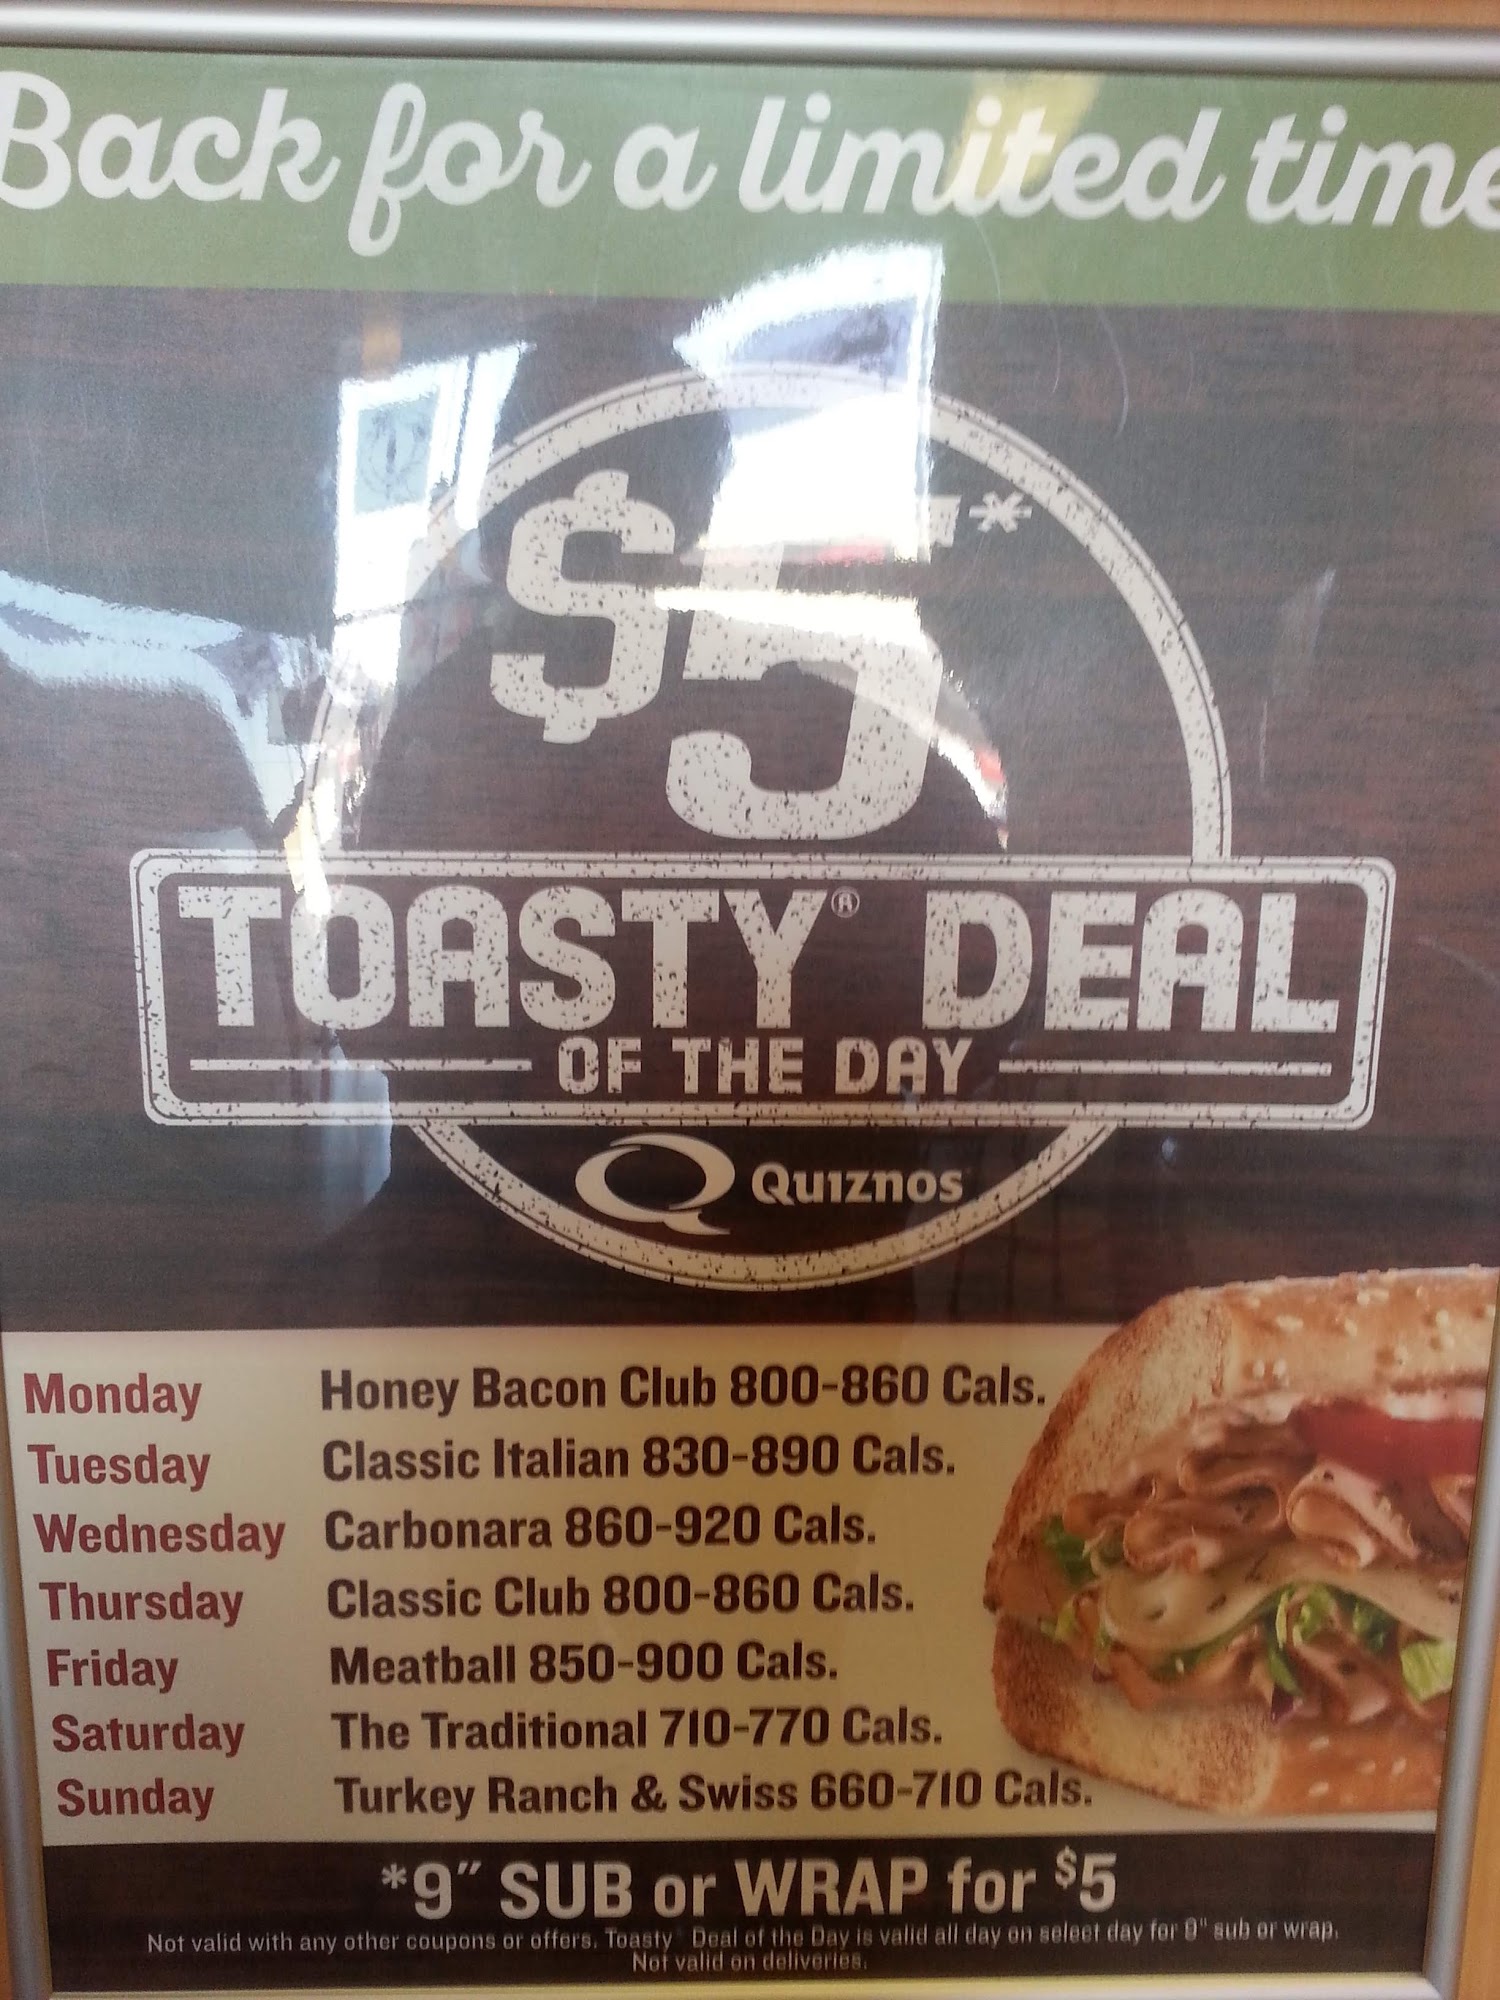 Back for a limited time
$5*
TOASTY® DEAL
OF THE DAY
Q QUIZNOS
Monday Honey Bacon Club 800-860 Cals.
Tuesday Classic Italian 830-890 Cals.
Wednesday Carbonara 860-920 Cals.
Thursday Classic Club 800-860 Cals.
Friday Meatball 850-900 Cals.
Saturday The Traditional 710-770 Cals.
Sunday Turkey Ranch & Swiss 660-710 Cals.
*9" SUB or WRAP for $5
Not valid with any other coupons or offers. Toasty® Deal of the Day is valid all day on select day for 9" sub or wrap.
Not valid on deliveries.